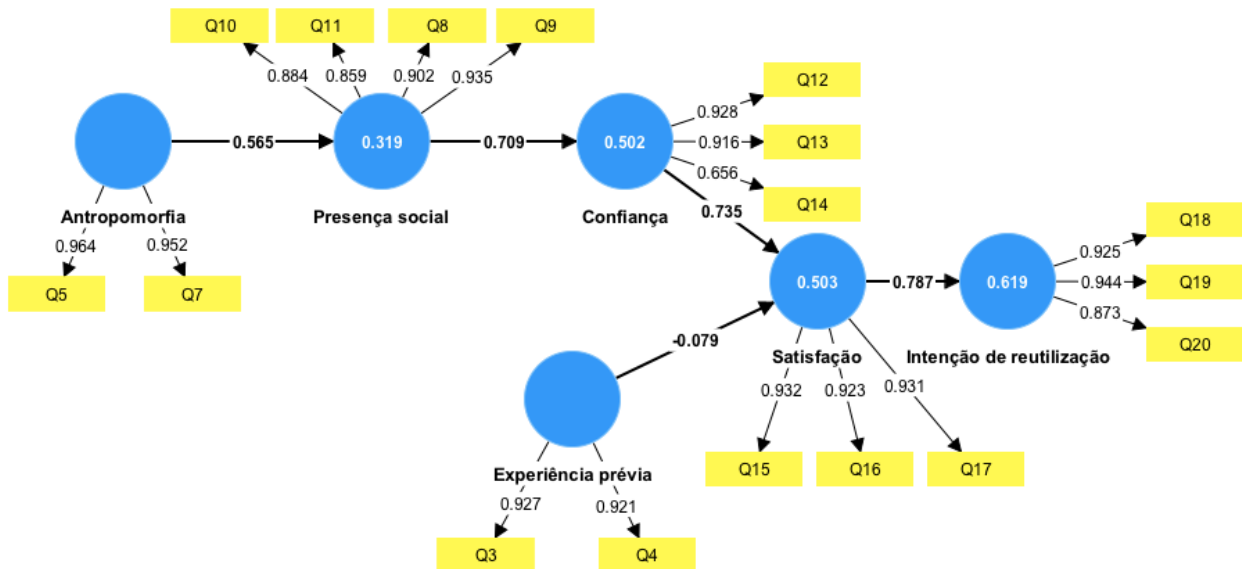 Q10 Q11 Q8 Q9
0.884 0.859 0.902 0.935
Q12
0.928
0.565 0.319 0.709 0.502 0.916 Q13
0.656
Q14
Antropomorfia Presença social Confiança 0.735
Q18
0.964 0.952 0.925
Q5 Q7 0.503 0.787 0.619 0.944 Q19
0.873
-0.079 Q20
Satisfação Intenção de reutilização
0.932 0.923 0.931
Q15 Q16 Q17
Experiência prévia
0.927 0.921
Q3 Q4